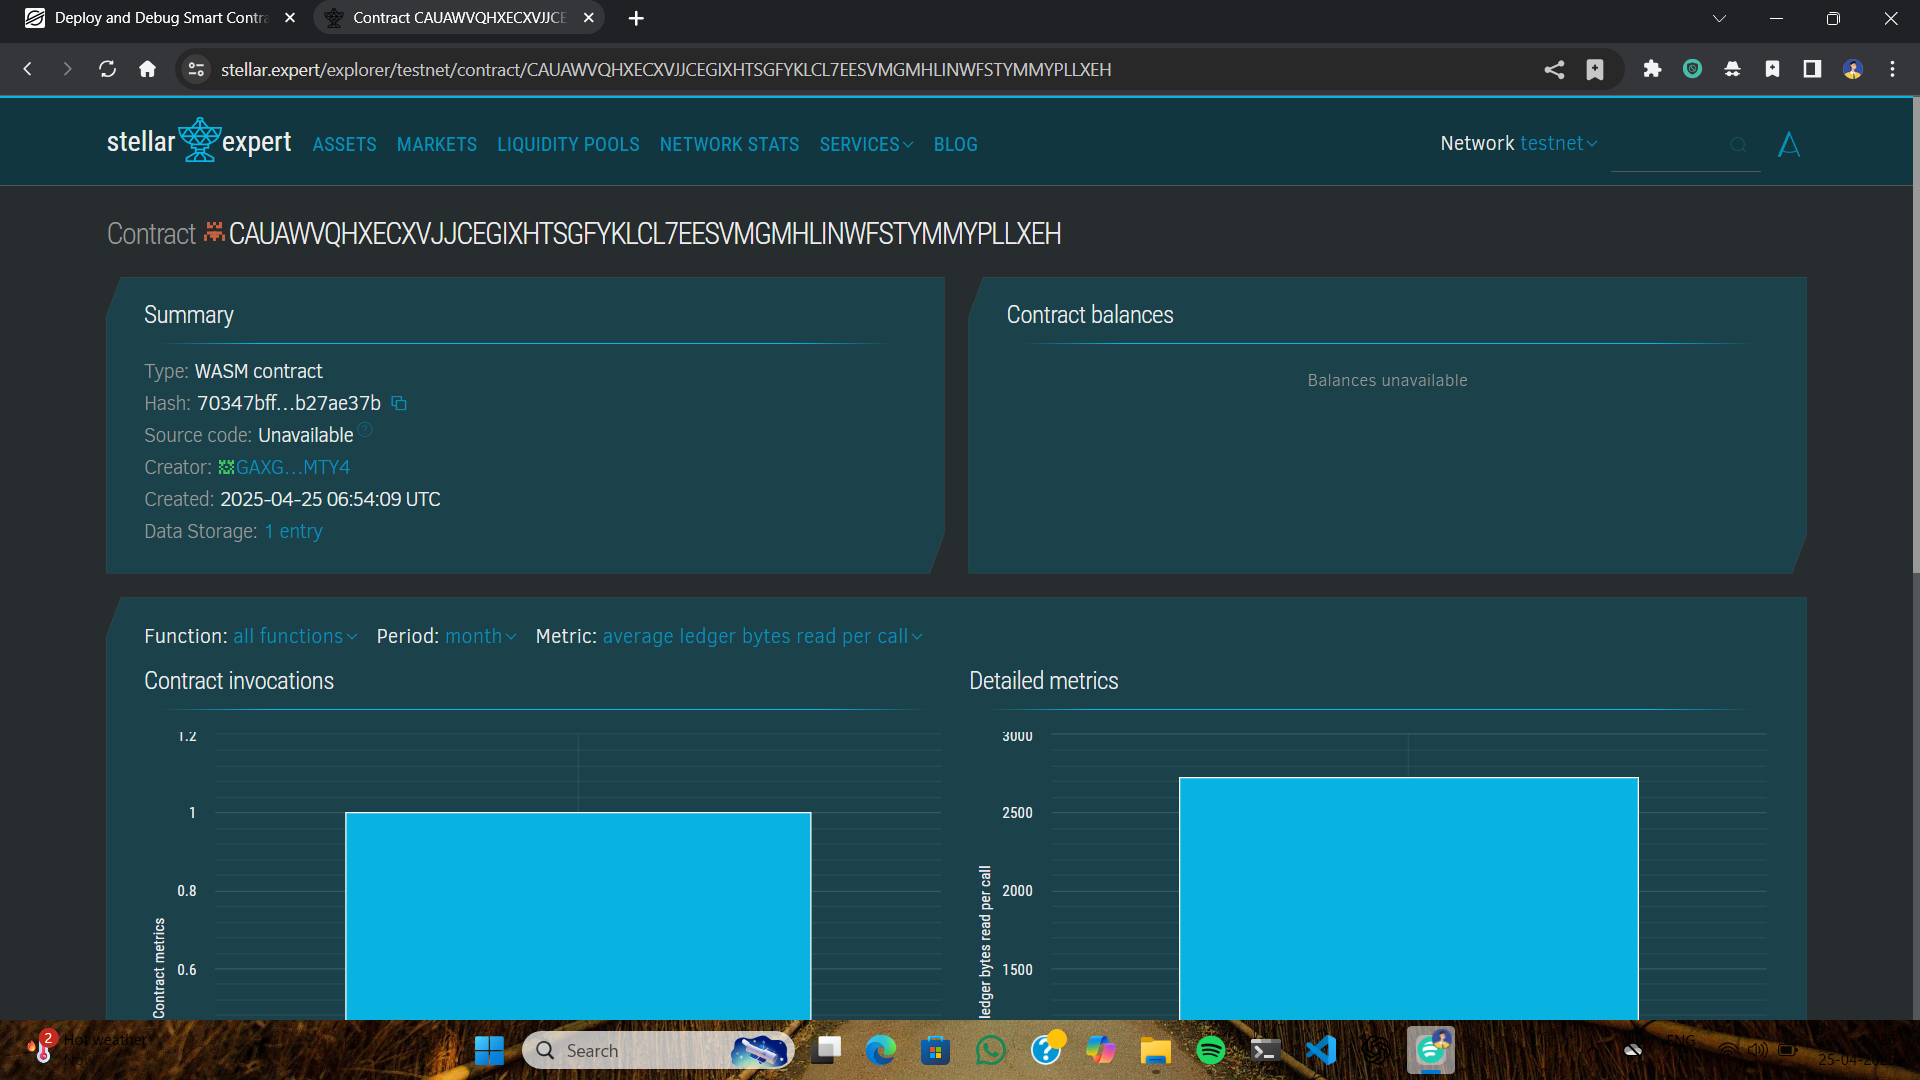 Deploy and Debug Smart Contra
Contract CAUAWVQHXECXVJJCE
stellar.expert/explorer/testnet/contract/CAUAWVQHXECXVJJCEGIXHTSGFYKLCL7EESVMGMHLINWFSTYMMYPLLXEH
stellar expert
ASSETS MARKETS LIQUIDITY POOLS NETWORK STATS SERVICES BLOG
Network testnet
Contract CAUAWVQHXECXVJJCEGIXHTSGFYKLCL7EESVMGMHLINWFSTYMMYPLLXEH
Summary
Type: WASM contract
Hash: 70347bff…b27ae37b
Source code: Unavailable
Creator: GAXG…MTY4
Created: 2025-04-25 06:54:09 UTC
Data Storage: 1 entry
Contract balances
Balances unavailable
Function: all functions Period: month Metric: average ledger bytes read per call
Contract invocations
1.2
1
0.8
0.6
Contract metrics
Detailed metrics
3000
2500
2000
1500
ledger bytes read per call
2
Hot weather
Search
ENG